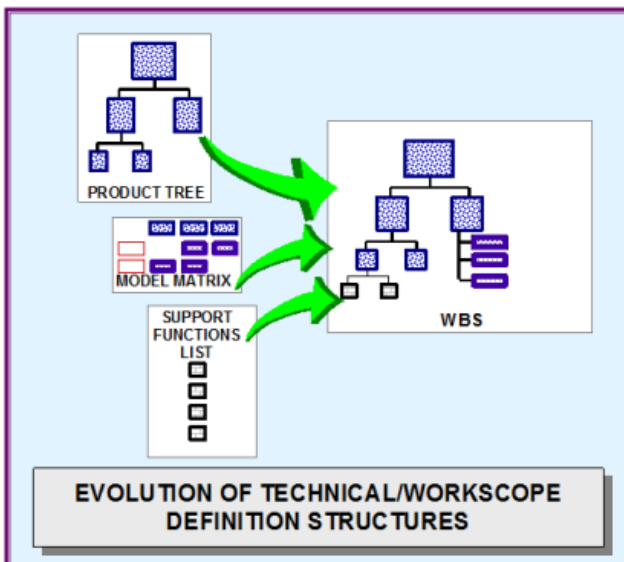 PRODUCT TREE
MODEL MATRIX
SUPPORT
FUNCTIONS
LIST
WBS
EVOLUTION OF TECHNICAL/WORKSCOPE
DEFINITION STRUCTURES